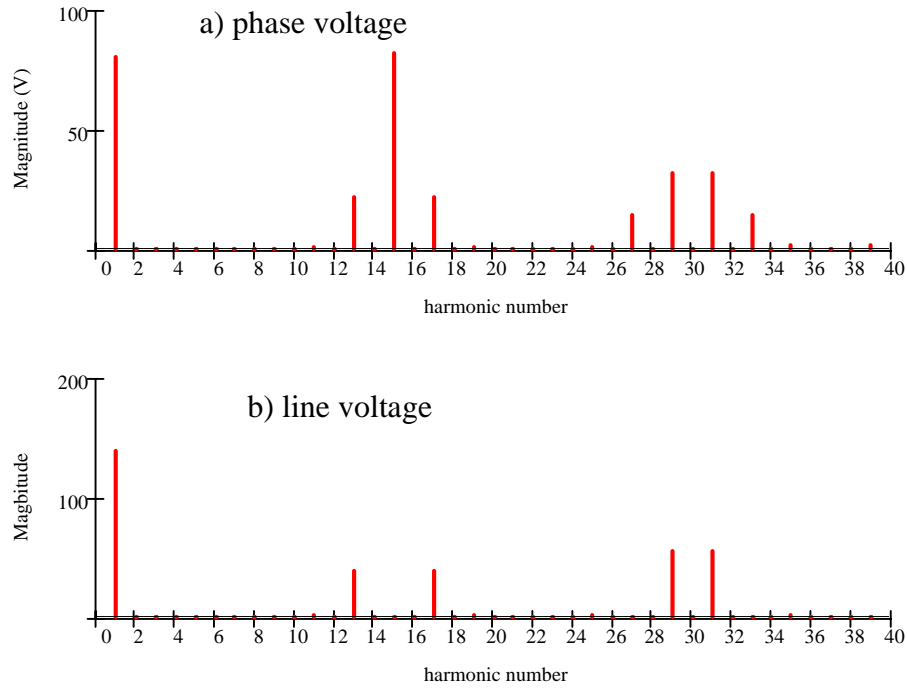 100
a) phase voltage
Magnitude (V)
50
0 2 4 6 8 10 12 14 16 18 20 22 24 26 28 30 32 34 36 38 40
harmonic number
200
b) line voltage
Magbitude
100
0 2 4 6 8 10 12 14 16 18 20 22 24 26 28 30 32 34 36 38 40
harmonic number